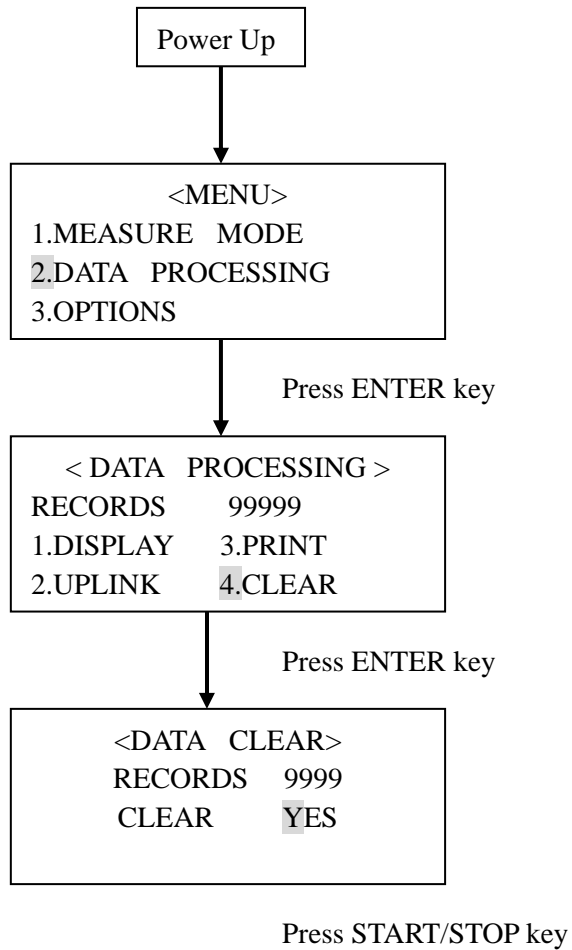 Power Up
<MENU>
1.MEASURE MODE
2.DATA PROCESSING
3.OPTIONS
Press ENTER key
< DATA PROCESSING >
RECORDS 99999
1.DISPLAY 3.PRINT
2.UPLINK 4.CLEAR
Press ENTER key
<DATA CLEAR>
RECORDS 9999
CLEAR YES
Press START/STOP key